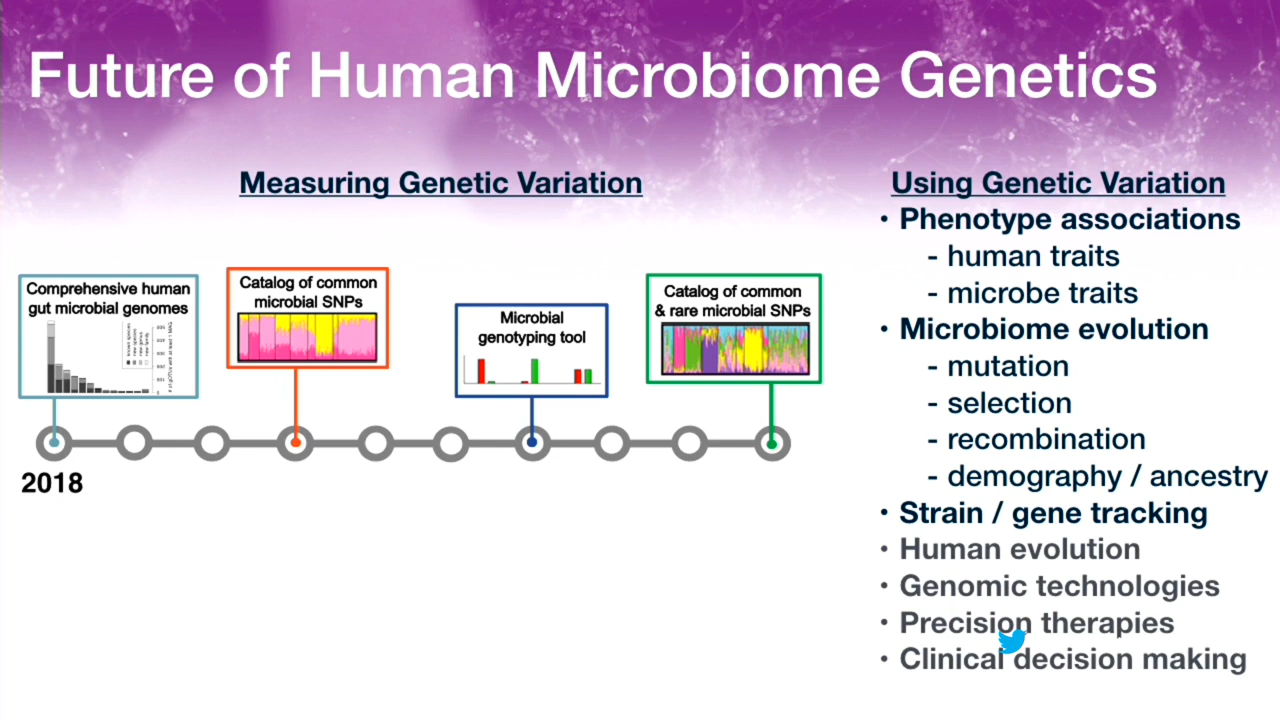 Future of Human Microbiome Genetics
Measuring Genetic Variation
Comprehensive human
gut microbial genomes
Catalog of common
microbial SNPs
Microbial
genotyping tool
Catalog of common
& rare microbial SNPs
2018
Using Genetic Variation
• Phenotype associations
- human traits
- microbe traits
• Microbiome evolution
- mutation
- selection
- recombination
- demography / ancestry
• Strain / gene tracking
• Human evolution
• Genomic technologies
• Precision therapies
• Clinical decision making